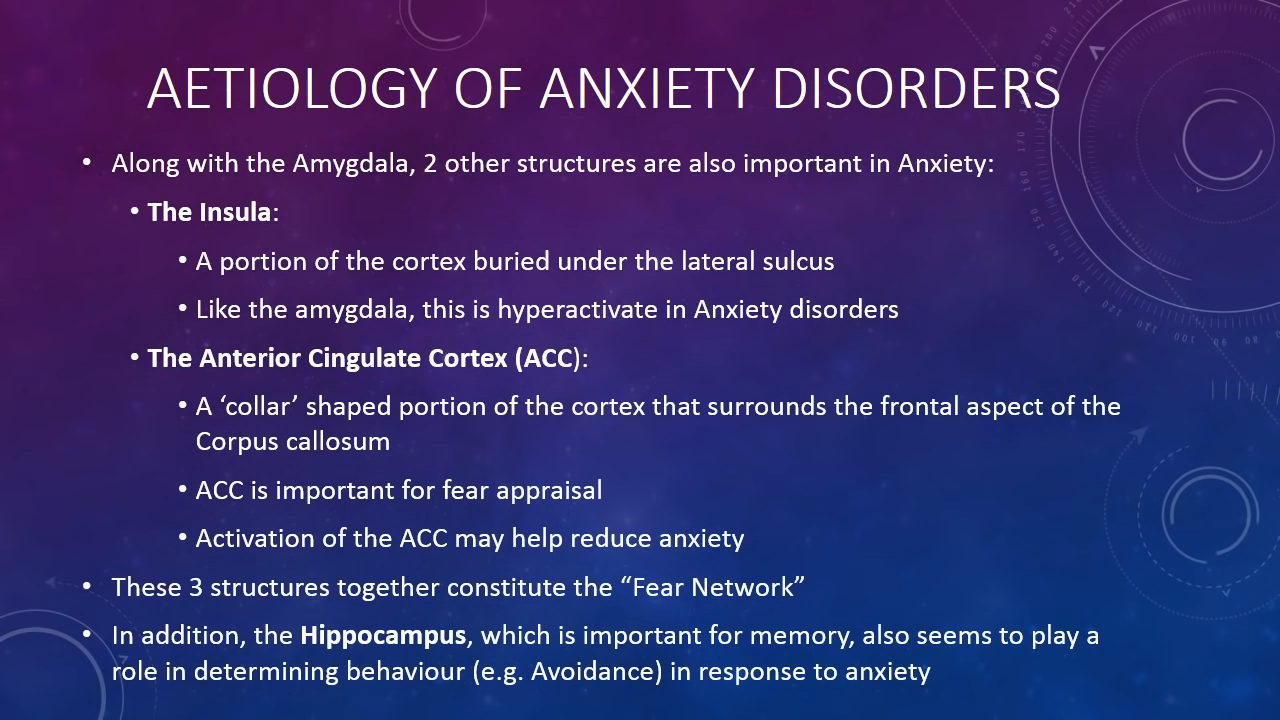 AETIOLOGY OF ANXIETY DISORDERS
• Along with the Amygdala, 2 other structures are also important in Anxiety:
• The Insula:
• A portion of the cortex buried under the lateral sulcus
• Like the amygdala, this is hyperactivate in Anxiety disorders
• The Anterior Cingulate Cortex (ACC):
• A ‘collar’ shaped portion of the cortex that surrounds the frontal aspect of the
Corpus callosum
• ACC is important for fear appraisal
• Activation of the ACC may help reduce anxiety
• These 3 structures together constitute the “Fear Network”
• In addition, the Hippocampus, which is important for memory, also seems to play a
role in determining behaviour (e.g. Avoidance) in response to anxiety